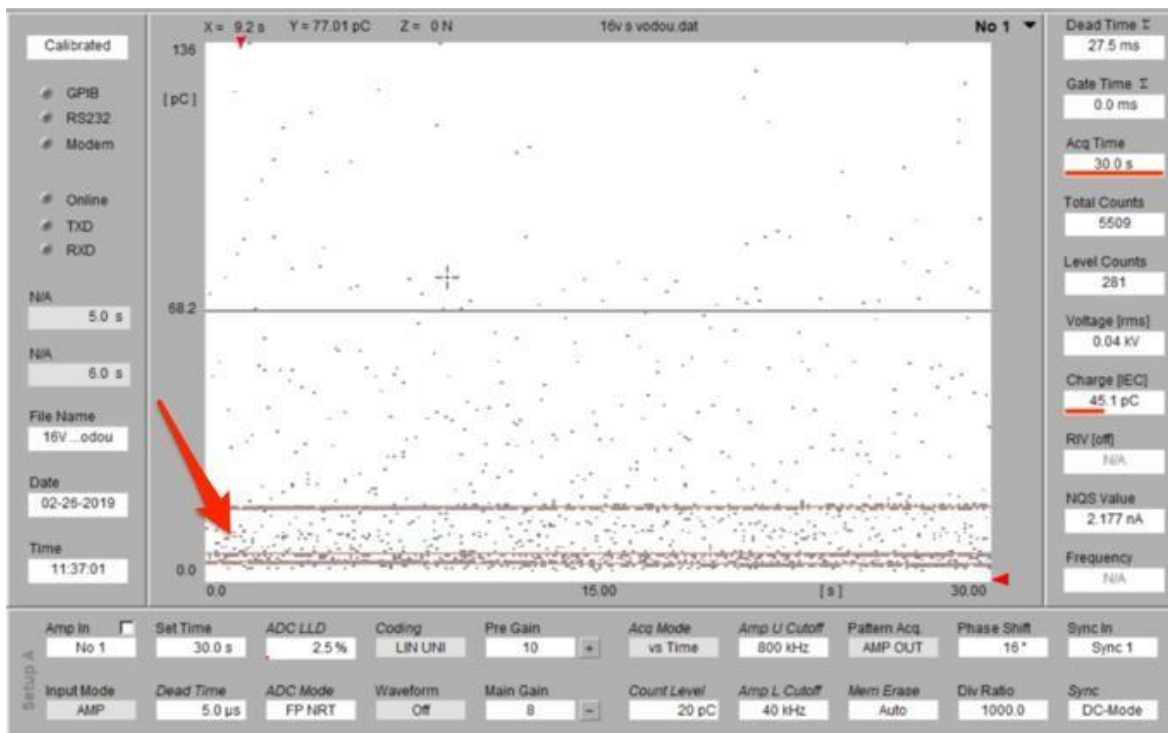 X = 9.2 s Y = 77.01 pC Z = 0 N 16v s vodou.dat No 1
Calibrated
GPIB
RS232
Modem
Online
TXD
RXD
N/A
5.0 s
N/A
6.0 s
File Name
16V ...odou
Date
02-26-2019
Time
11:37:01
136
[pC]
68.2
0.0
0.0 15.00 [s] 30.00
Dead Time Σ
27.5 ms
Gate Time Σ
0.0 ms
Acq Time
30.0 s
Total Counts
5509
Level Counts
281
Voltage [rms]
0.04 kV
Charge [IEC]
45.1 pC
RIV [off]
N/A
NQS Value
2.177 nA
Frequency
N/A
Setup A
Amp In Set Time ADC LLD Coding Pre Gain Acq Mode Amp U Cutoff Pattern Acq. Phase Shift Sync In
No 1 30.0 s 2.5 % LIN UNI 10 + vs Time 800 kHz AMP OUT 16 ° Sync 1
Input Mode Dead Time ADC Mode Waveform Main Gain Count Level Amp L Cutoff Mem Erase Div Ratio Sync
AMP 5.0 µs FP NRT Off 8 - 20 pC 40 kHz Auto 1000.0 DC-Mode